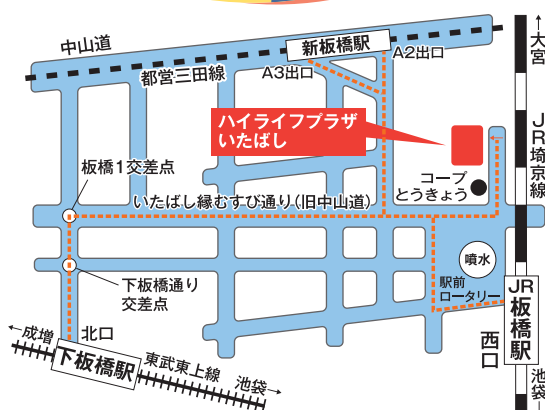 中山道
新板橋駅
A2出口
A3出口
都営三田線
↑大宮
JR埼京線
ハイライフプラザ
いたばし
板橋1交差点
コープ
とうきょう
いたばし縁むすび通り(旧中山道)
噴水
下板橋通り
交差点
駅前
ロータリー
JR
板橋駅
西口
池袋↓
←成増
北口
下板橋駅
東武東上線
池袋→